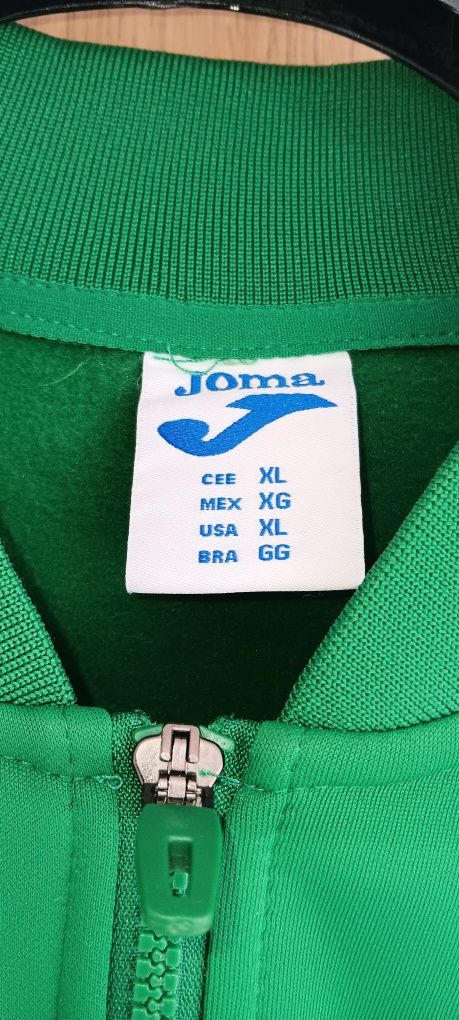 Joma
CEE XL
MEX XG
USA XL
BRA GG